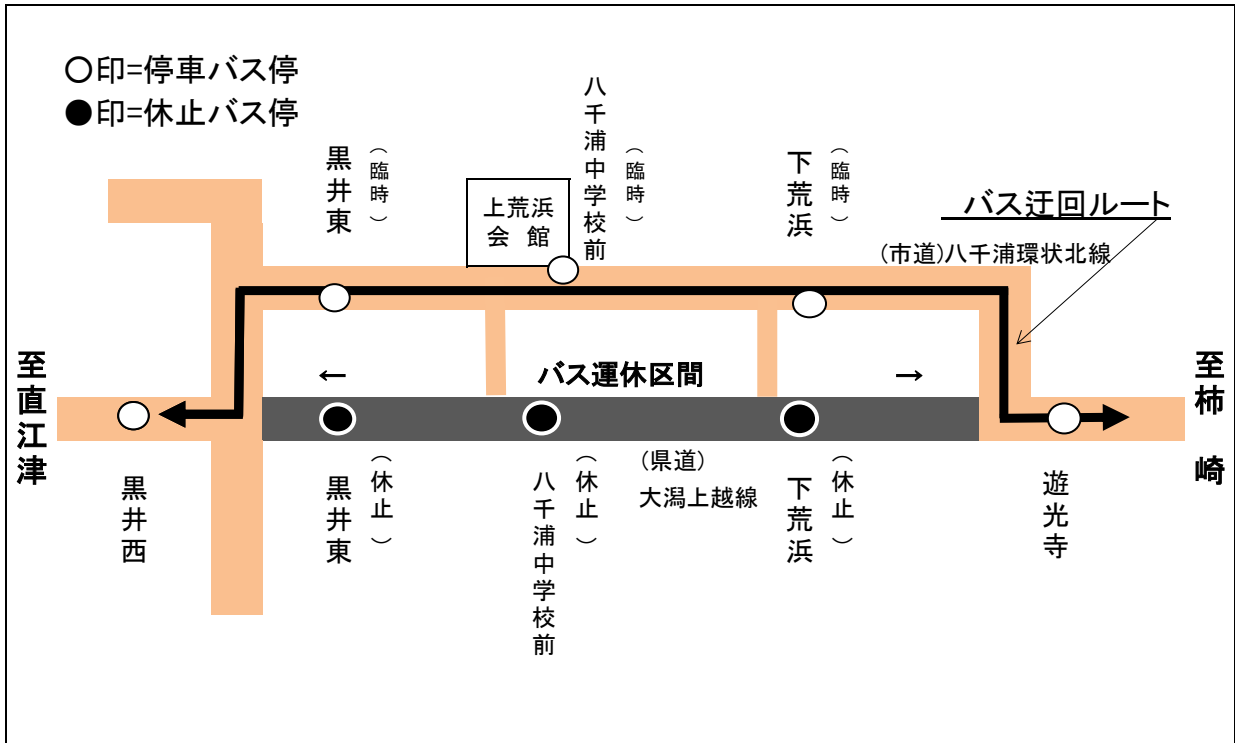 ○印=停車バス停
●印=休止バス停
黒井東
（臨時）
上荒浜
会 館
八千浦中学校前
（臨時）
下荒浜
（臨時）
バス迂回ルート
(市道)八千浦環状北線
至直江津
←
バス運休区間
→
至柿 崎
黒井西
黒井東
（休止）
八千浦中学校前
（休止）
(県道)
大潟上越線
下荒浜
（休止）
遊光寺